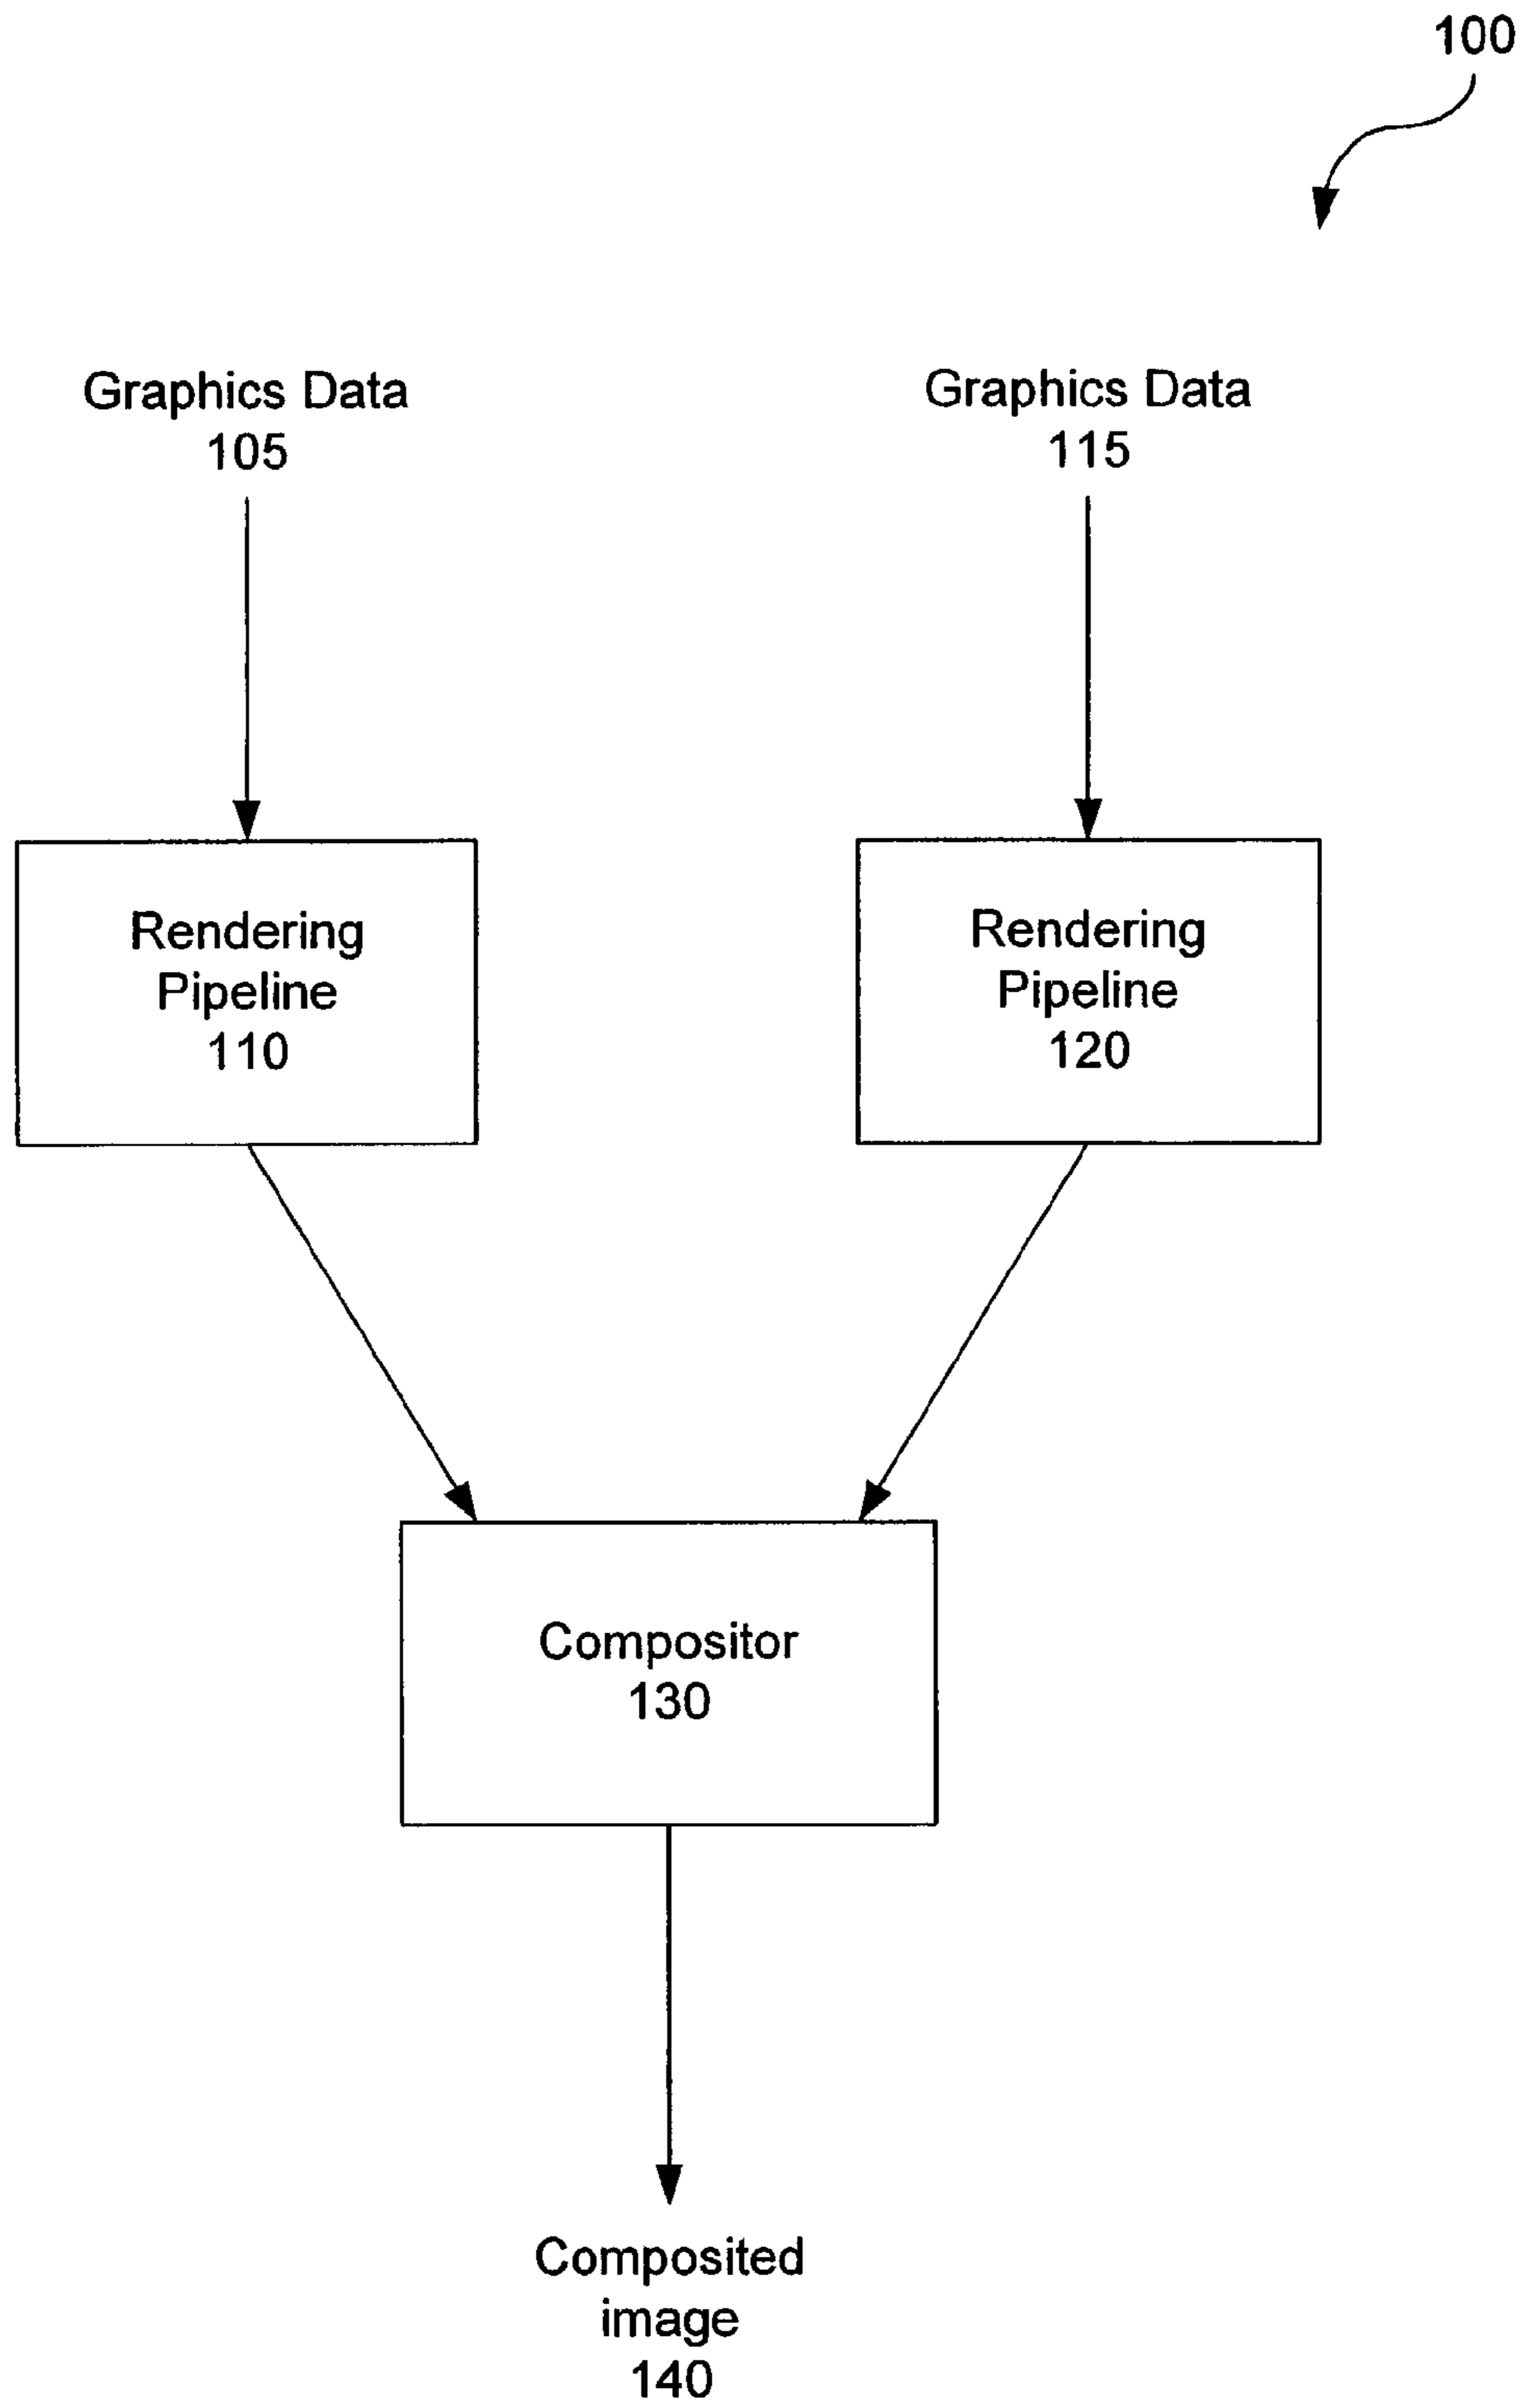 100
Graphics Data
105
Graphics Data
115
Rendering
Pipeline
110
Rendering
Pipeline
120
Compositor
130
Composited
image
140